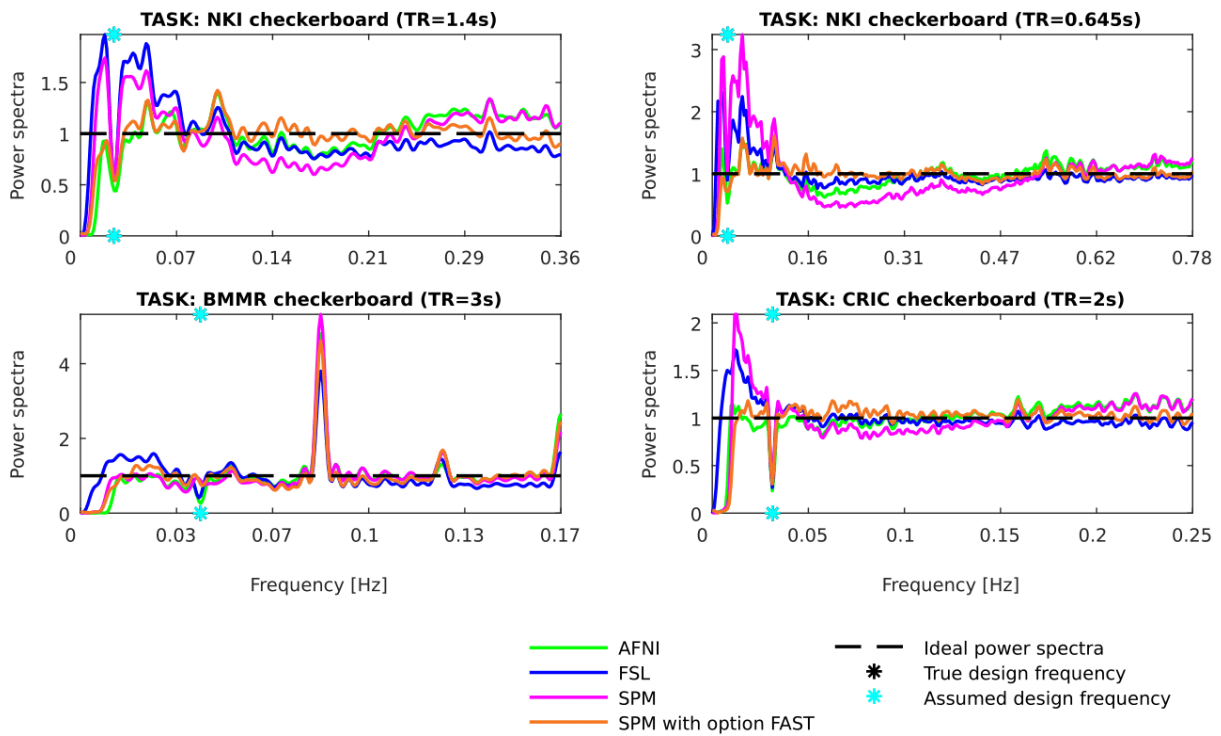 TASK: NKI checkerboard (TR=1.4s)
Power spectra
1.5
1
0.5
0
0 0.07 0.14 0.21 0.29 0.36
TASK: NKI checkerboard (TR=0.645s)
Power spectra
3
2
1
0
0 0.16 0.31 0.47 0.62 0.78
TASK: BMMR checkerboard (TR=3s)
Power spectra
4
2
0
0 0.03 0.07 0.1 0.13 0.17
Frequency [Hz]
TASK: CRIC checkerboard (TR=2s)
Power spectra
2
1.5
1
0.5
0
0 0.05 0.1 0.15 0.2 0.25
Frequency [Hz]
AFNI
FSL
SPM
SPM with option FAST
Ideal power spectra
True design frequency
Assumed design frequency